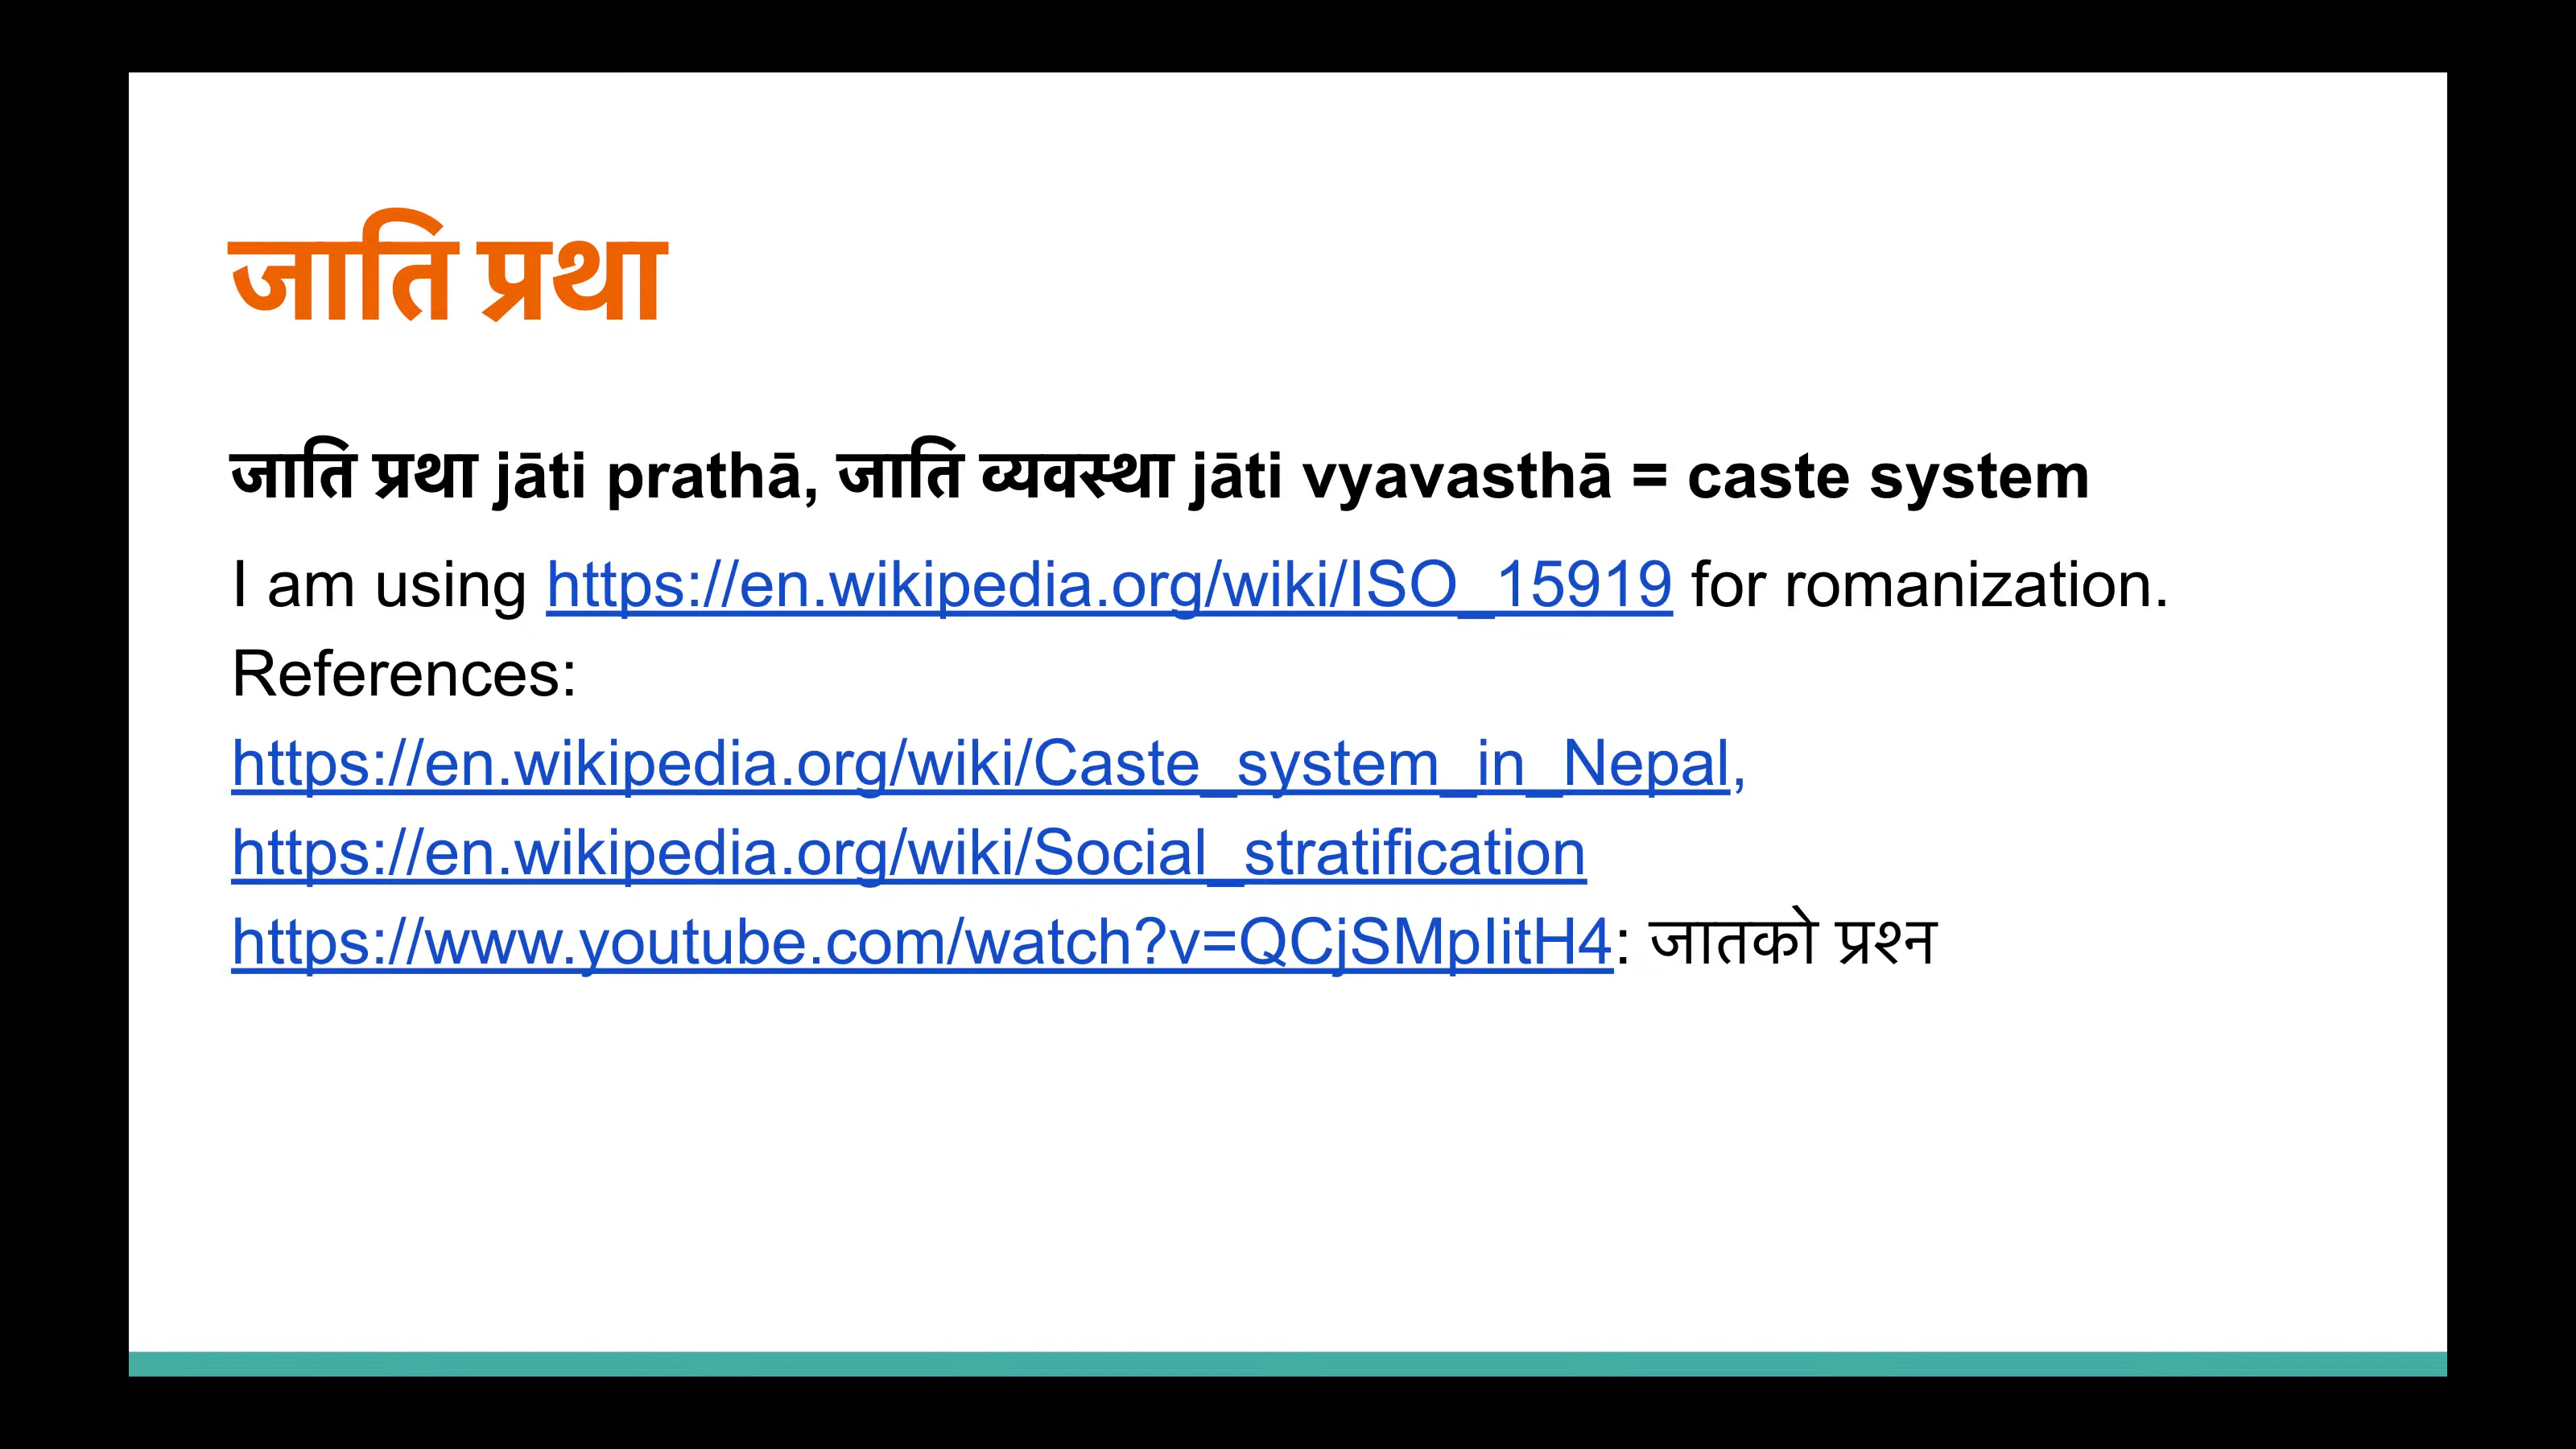 जाति प्रथा
जाति प्रथा jāti prathā, जाति व्यवस्था jāti vyavasthā = caste system
I am using https://en.wikipedia.org/wiki/ISO_15919 for romanization.
References:
https://en.wikipedia.org/wiki/Caste_system_in_Nepal,
https://en.wikipedia.org/wiki/Social_stratification
https://www.youtube.com/watch?v=QCjSMpIitH4: जातको प्रश्न